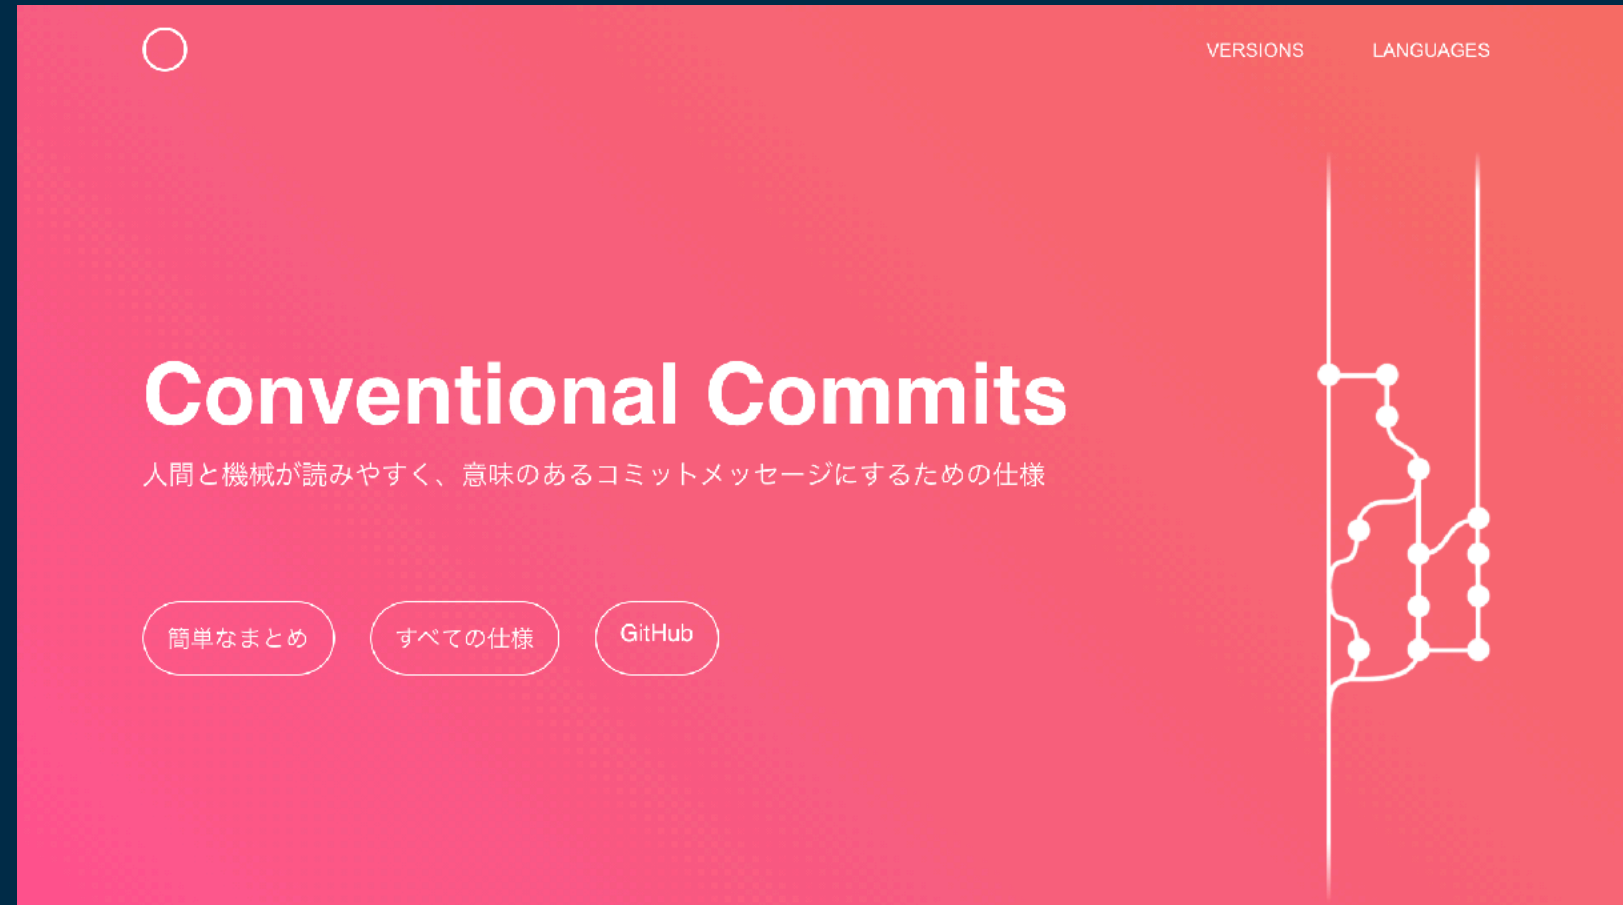 VERSIONS LANGUAGES
Conventional Commits
人間と機械が読みやすく、意味のあるコミットメッセージにするための仕様
簡単なまとめ すべての仕様 GitHub